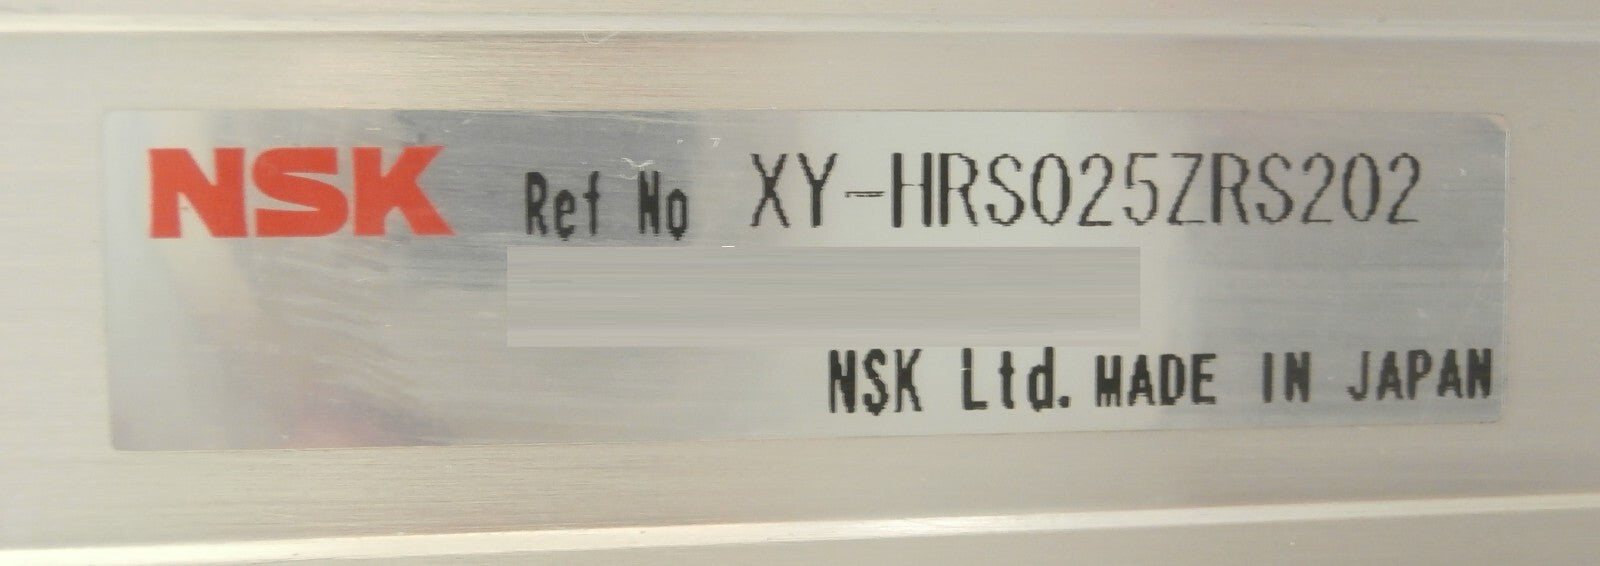 NSK Ref No XY-HRS025ZRS202
NSK Ltd. MADE IN JAPAN